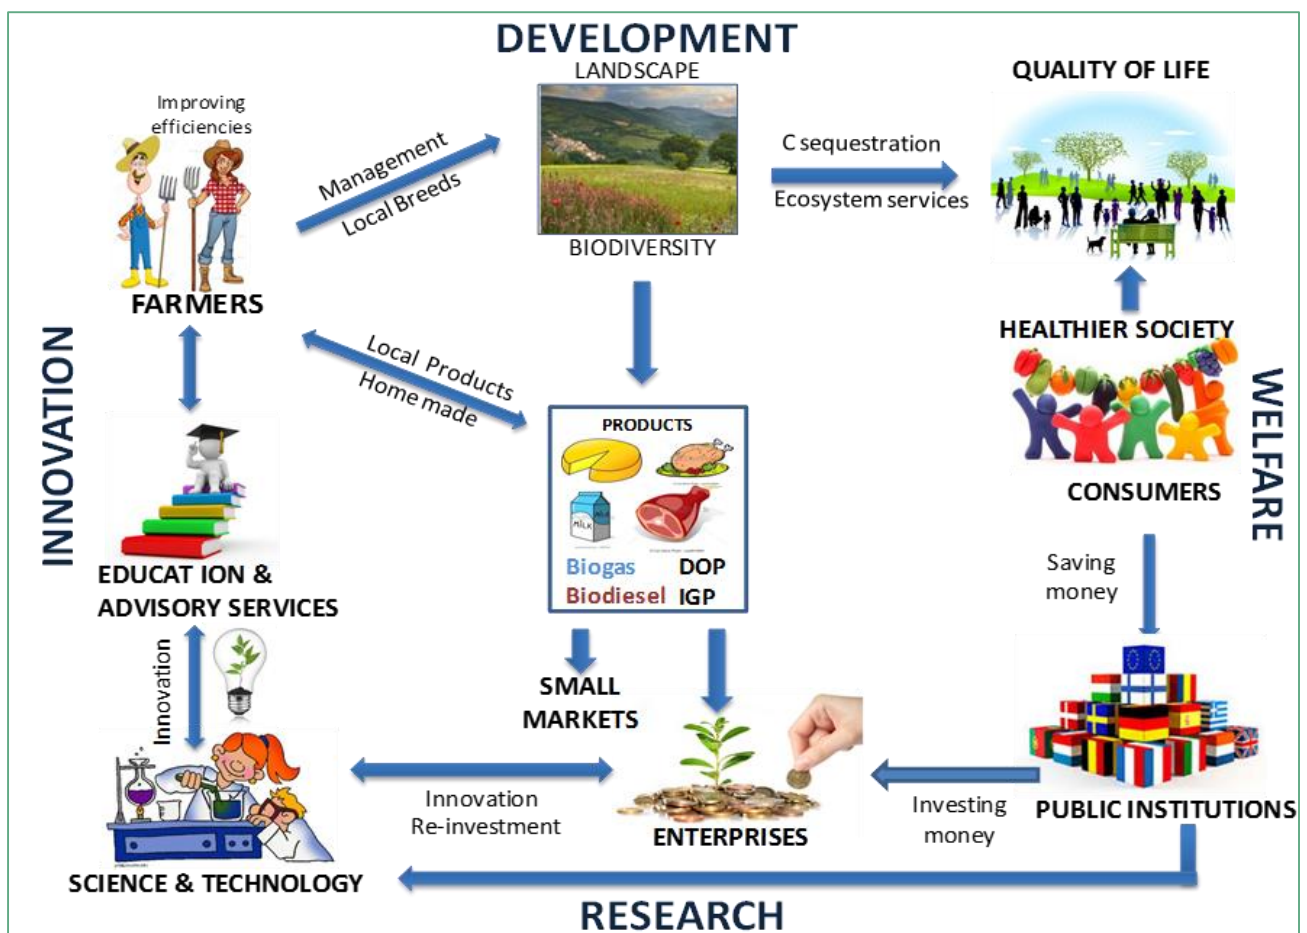 DEVELOPMENT
LANDSCAPE
QUALITY OF LIFE
Improving
efficiencies
Management
Local Breeds
C sequestration
Ecosystem services
BIODIVERSITY
FARMERS
HEALTHIER SOCIETY
INNOVATION
Local Products
Home made
WELFARE
PRODUCTS
MILK
Biogas DOP
Biodiesel IGP
CONSUMERS
Saving
money
EDUCAT ION &
ADVISORY SERVICES
Innovation
SMALL
MARKETS
Innovation
Re-investment
ENTERPRISES
Investing
money
PUBLIC INSTITUTIONS
SCIENCE & TECHNOLOGY
RESEARCH